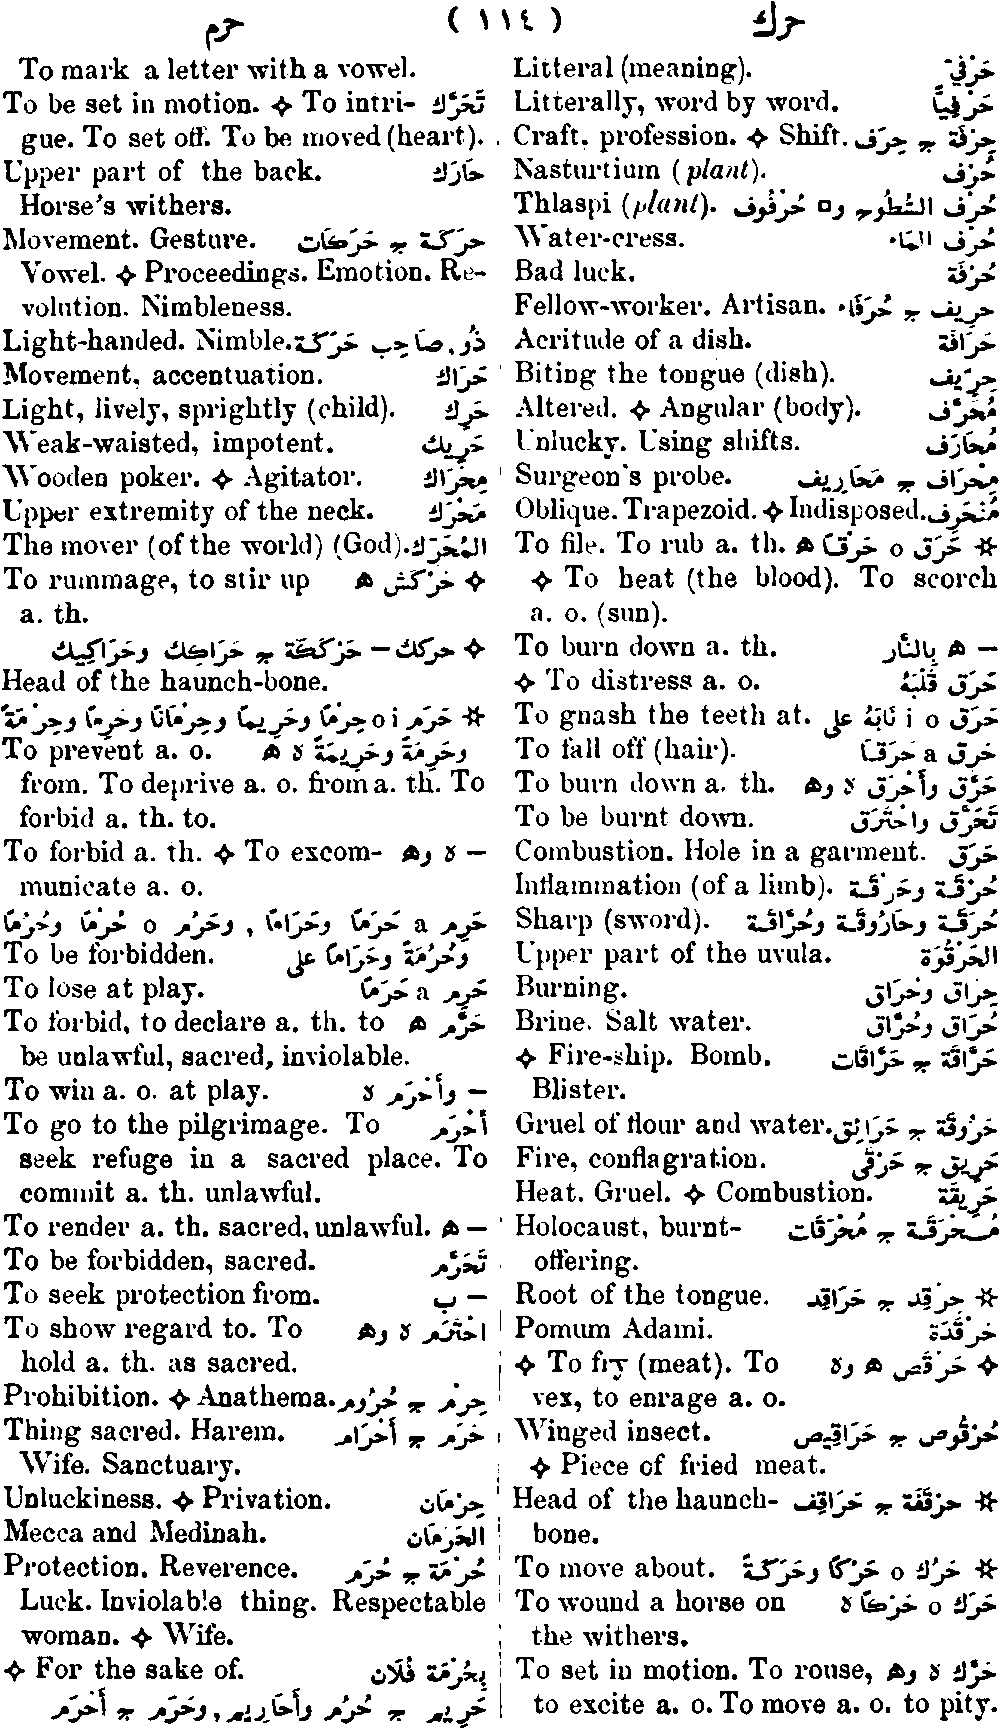 حرك ( ١١٤ ) حرم
Litteral (meaning). حَرْفِيّ
Litterally, word by word. حَرْفِيًّا
Craft, profession. ✧ Shift. حِرْفَة ج حِرَف
Nasturtium (plant). حُرْف
Thlaspi (plant). حُرْف السُّطُوح و□ حُرْفُوف
Water-cress. حُرْف المَاء
Bad luck. حُرْفَة
Fellow-worker. Artisan. حَرِيف ج حُرَفَاء
Acritude of a dish. حَرَافَة
Biting the tongue (dish). حِرِّيف
Altered. ✧ Angular (body). مُحَرَّف
Unlucky. Using shifts. مُحَارَف
Surgeon's probe. مِحْرَاف ج مَحَارِيف
Oblique. Trapezoid. ✧ Indisposed. مُنْحَرِف
To file. To rub a. th. ✲ حَرَق o حَرْقًا ه
✧ To heat (the blood). To scorch
a. o. (sun).
To burn down a. th. — ه بِالنَّار
✧ To distress a. o. حَرَق قَلْبَهُ
To gnash the teeth at. حَرَق i o نَابَهُ على
To fall off (hair). حَرِق a حَرَقًا
To burn down a. th. حَرَّق وأَحْرَق ه وه
To be burnt down. تَحَرَّق واحْتَرَق
Combustion. Hole in a garment. حَرَق
Inflammation (of a limb). حُرْقَة وحَرْقَة
Sharp (sword). حُرَقَة وحَارُوقَة وحُرَّاقَة
Upper part of the uvula. الحَرْقُوَة
Burning. حِرَاق وحُرَاق
Brine. Salt water. حُرَاق وحُرَّاق
✧ Fire-ship. Bomb. حَرَّاقَة ج حَرَّاقَات
Blister.
Gruel of flour and water. حَرُوقَة ج حَرَائِق
Fire, conflagration. حَرِيق ج حَرْقَى
Heat. Gruel. ✧ Combustion. حَرِيقَة
Holocaust, burnt- مُحْرَقَة ج مُحْرَقَات
offering.
Root of the tongue. ✲ حِرْقِد ج حَرَاقِد
Pomum Adami. حَرْقَدَة
✧ To fry (meat). To ✧ حَرْقَص ه وه
vex, to enrage a. o.
Winged insect. حُرْقُوص ج حَرَاقِيص
✧ Piece of fried meat.
Head of the haunch- ✲ حَرْقَفَة ج حَرَاقِف
bone.
To move about. ✲ حَرُك o حَرْكًا وحَرَكَةً
To wound a horse on حَرَك o حَرْكًا ه
the withers.
To set in motion. To rouse, حَرَّك ه وه
to excite a. o. To move a. o. to pity.
To mark a letter with a vowel.
To be set in motion. ✧ To intri- تَحَرَّك
gue. To set off. To be moved (heart).
Upper part of the back. حَارَك
Horse's withers.
Movement. Gesture. حَرَكَة ج حَرَكَات
Vowel. ✧ Proceedings. Emotion. Re-
volution. Nimbleness.
Light-handed. Nimble. ذُو, صَاحِب حَرَكَة
Movement, accentuation. حَرَاك
Light, lively, sprightly (child). حَرِك
Weak-waisted, impotent. حَرِيك
Wooden poker. ✧ Agitator. مِحْرَاك
Upper extremity of the neck. مَحْرَك
The mover (of the world) (God). المُحَرِّك
To rummage, to stir up ✧ حَرْكَش ه
a. th.
✧ حركك — حَرْكَكَة ج حَرَاكِك وحَرَاكِيك
Head of the haunch-bone.
✲ حَرَم i o حِرْمًا وحَرِيمًا وحِرْمَانًا وحَرِمًا وحِرْمَةً
To prevent a. o. وحَرِمَةً وحَرِيمَةً ه ه
from. To deprive a. o. from a. th. To
forbid a. th. to.
To forbid a. th. ✧ To excom- — ه وه
municate a. o.
حَرِم a حَرَمًا وحَرَامًا, وحَرُم o حُرْمًا وحُرُمًا
To be forbidden. وحُرْمَةً وحَرَامًا على
To lose at play. حَرِم a حَرَمًا
To forbid, to declare a. th. to حَرَّم ه
be unlawful, sacred, inviolable.
To win a. o. at play. — وأَحْرَم ه
To go to the pilgrimage. To أَحْرَم
seek refuge in a sacred place. To
commit a. th. unlawful.
To render a. th. sacred, unlawful. — ه
To be forbidden, sacred. تَحَرَّم
To seek protection from. — ب
To show regard to. To احْتَرَم ه وه
hold a. th. as sacred.
Prohibition. ✧ Anathema. حِرْم ج حُرُوم
Thing sacred. Harem. حَرَم ج أَحْرَام
Wife. Sanctuary.
Unluckiness. ✧ Privation. حِرْمَان
Mecca and Medinah. الحَرَمَان
Protection. Reverence. حُرْمَة ج حُرَم
Luck. Inviolable thing. Respectable
woman. ✧ Wife.
✧ For the sake of. بِحُرْمَة فُلَان
حَرِيم ج حُرُم وأَحَارِيم, وحَرَم ج أَحْرَم